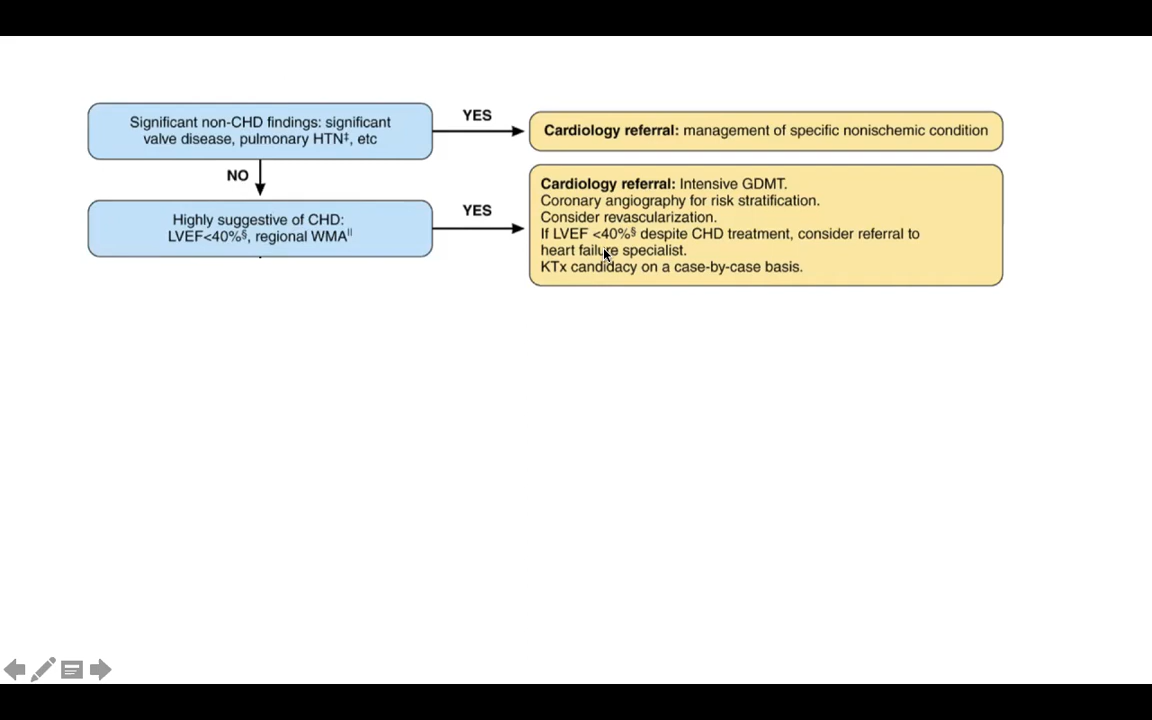 Significant non-CHD findings: significant
valve disease, pulmonary HTN‡, etc
YES
Cardiology referral: management of specific nonischemic condition
NO
Highly suggestive of CHD:
LVEF<40%§, regional WMA||
YES
Cardiology referral: Intensive GDMT.
Coronary angiography for risk stratification.
Consider revascularization.
If LVEF <40%§ despite CHD treatment, consider referral to
heart failure specialist.
KTx candidacy on a case-by-case basis.